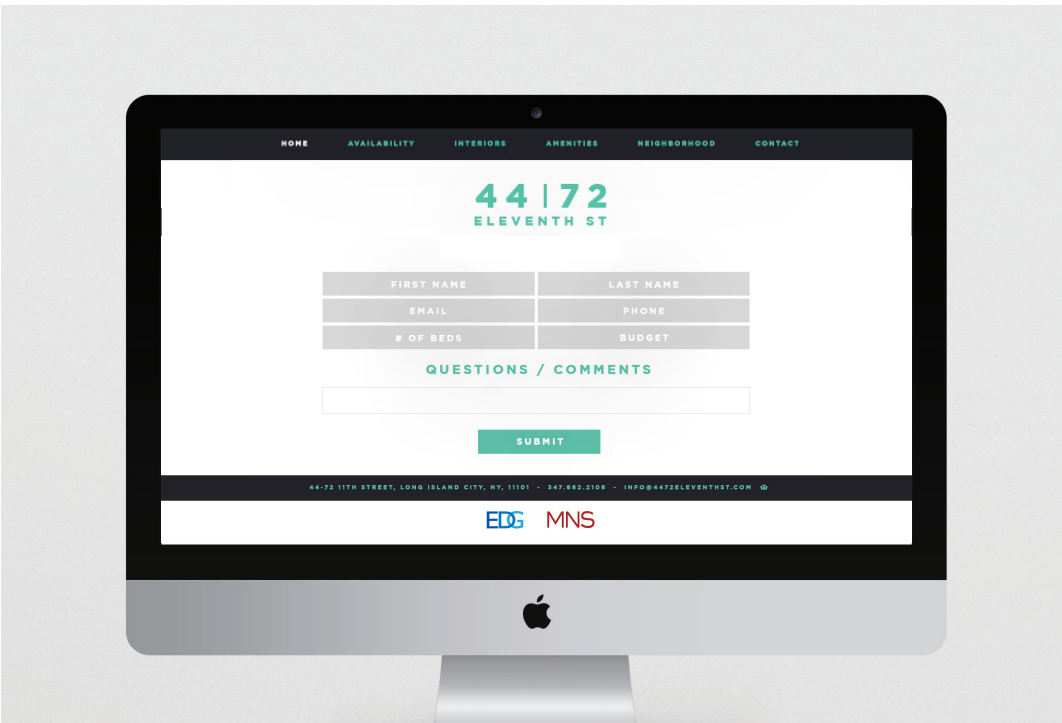 HOME AVAILABILITY INTERIORS AMENITIES NEIGHBORHOOD CONTACT
44|72
ELEVENTH ST
FIRST NAME LAST NAME
EMAIL PHONE
# OF BEDS BUDGET
QUESTIONS / COMMENTS
SUBMIT
44-72 11TH STREET, LONG ISLAND CITY, NY, 11101 - 347.662.2106 - INFO@4472ELEVENTHST.COM
EDG MNS